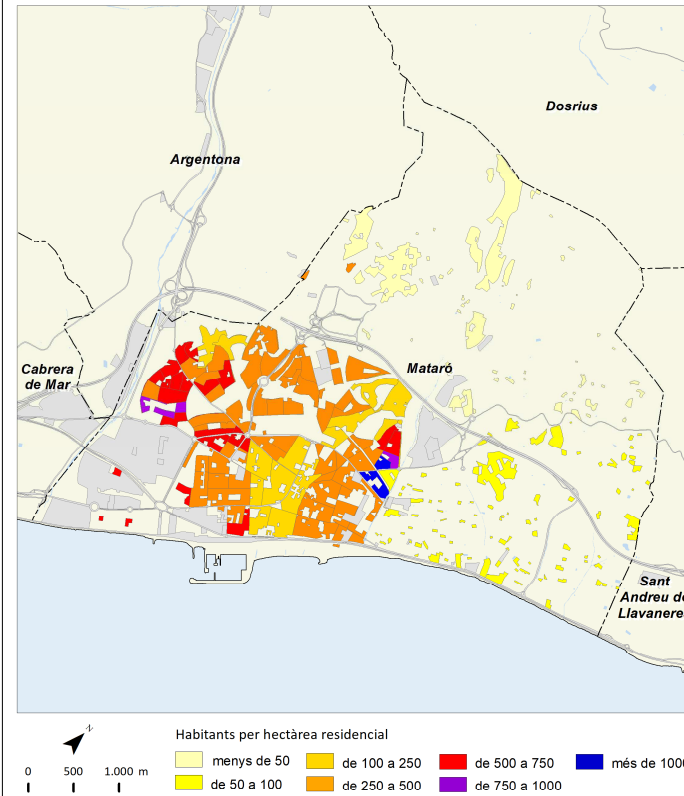 Dosrius
Argentona
Mataró
Cabrera
de Mar
Sant
Andreu de
Llavanere
N
0 500 1.000 m
Habitants per hectàrea residencial
menys de 50
de 100 a 250
de 500 a 750
més de 1000
de 50 a 100
de 250 a 500
de 750 a 1000